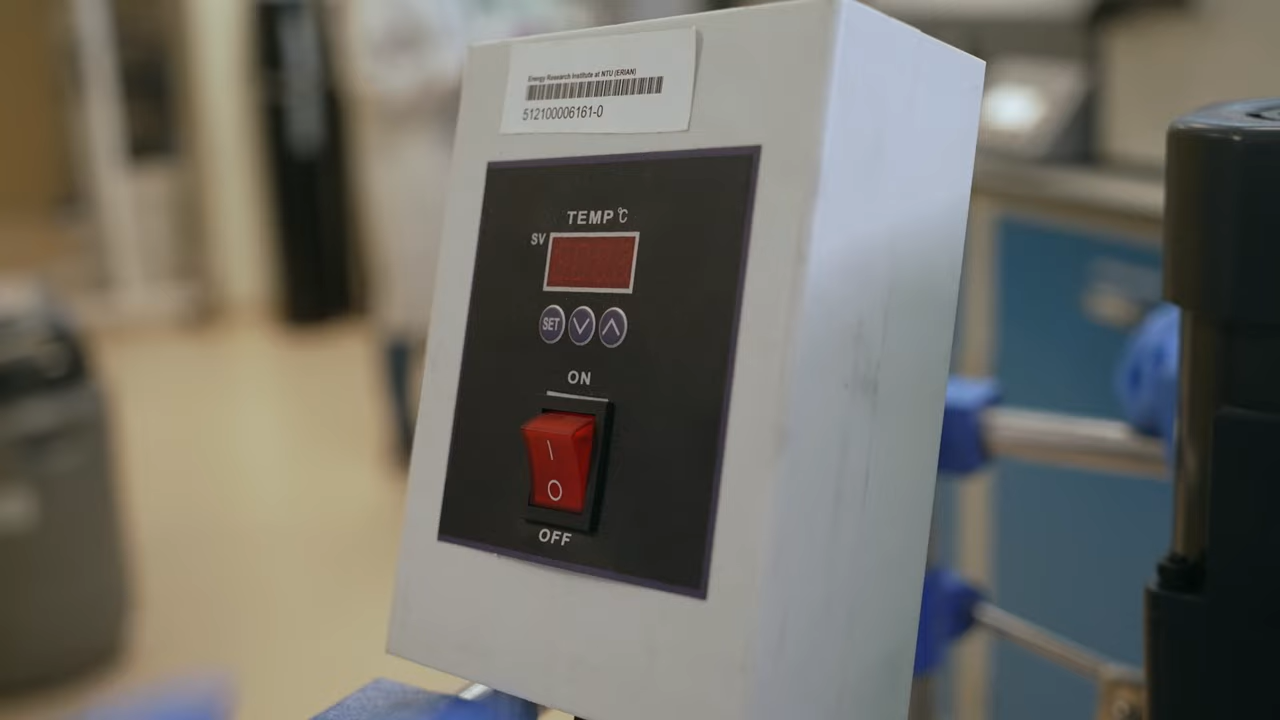 Energy Research Institute at NTU (ERIAN)
512100006161-0
TEMP℃
SV
SET
ON
I
O
OFF